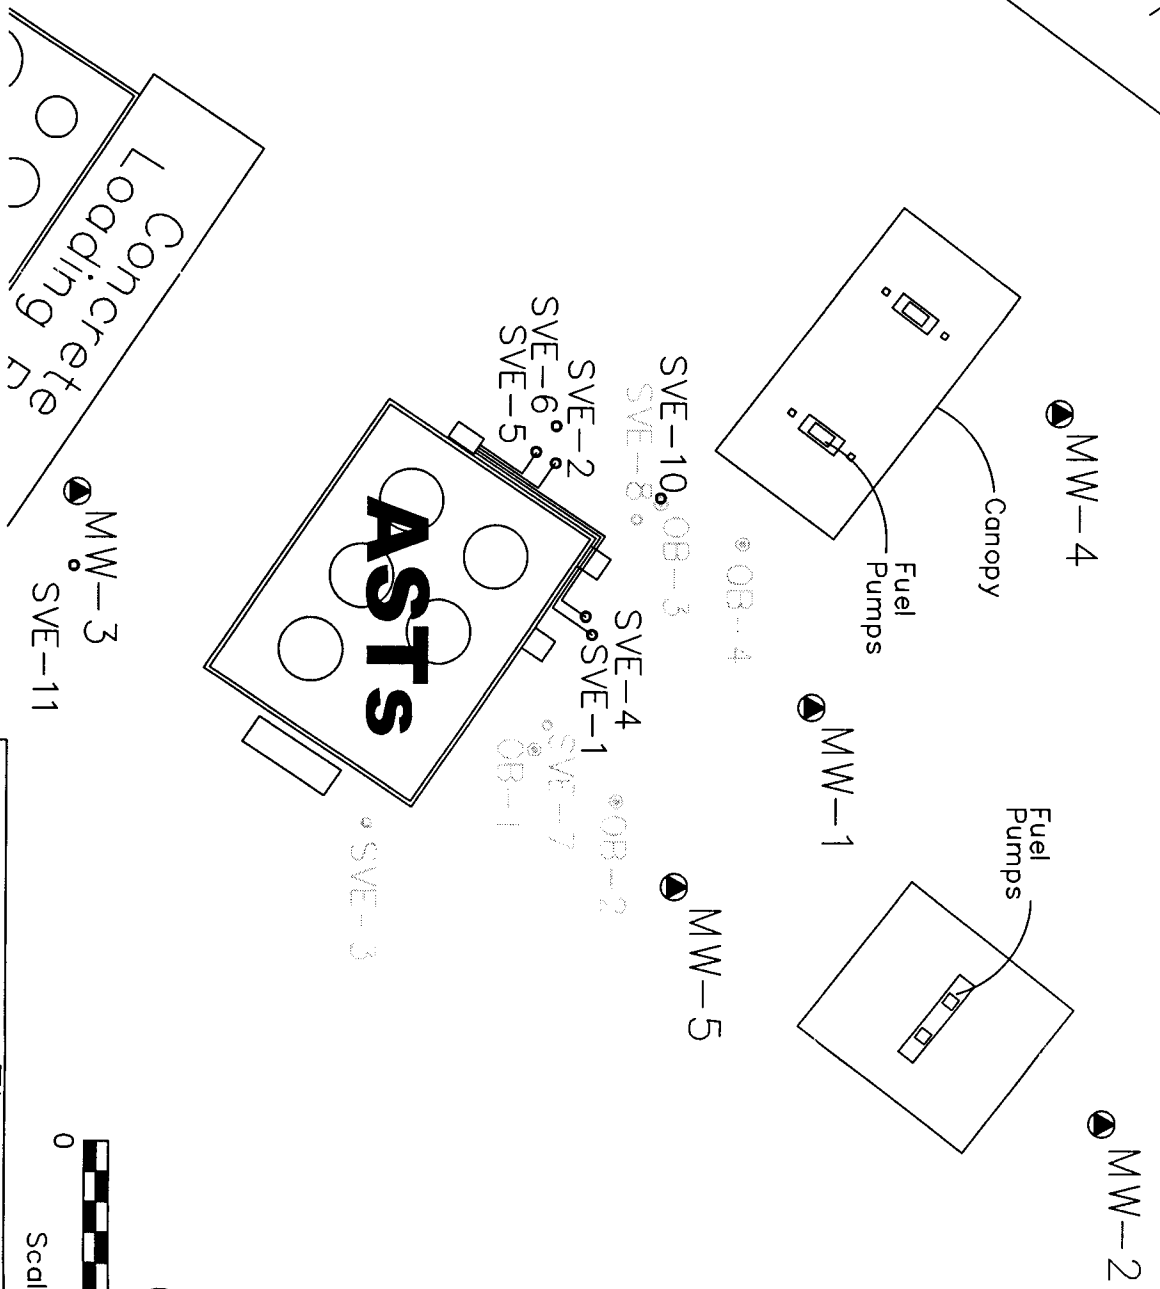 MW-4
Canopy
Fuel
Pumps
MW-2
Fuel
Pumps
MW-1
OB-4
SVE-10
OB-3
SVE-8
MW-5
SVE-4
SVE-1
OB-2
SVE-2
SVE-6
SVE-5
SVE-7
OB-1
ASTs
SVE-3
Concrete
Loading
MW-3
SVE-11
0